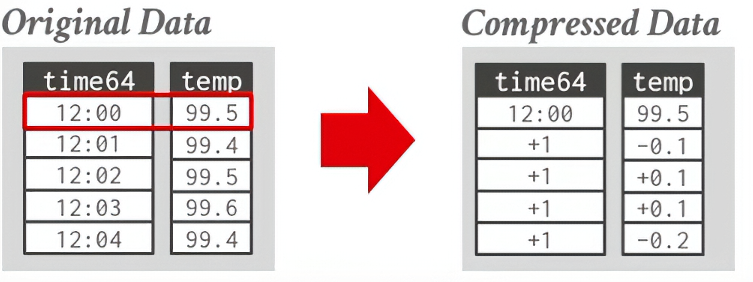 Original Data Compressed Data
time64 temp time64 temp
12:00 99.5 12:00 99.5
12:01 99.4 +1 -0.1
12:02 99.5 +1 +0.1
12:03 99.6 +1 +0.1
12:04 99.4 +1 -0.2